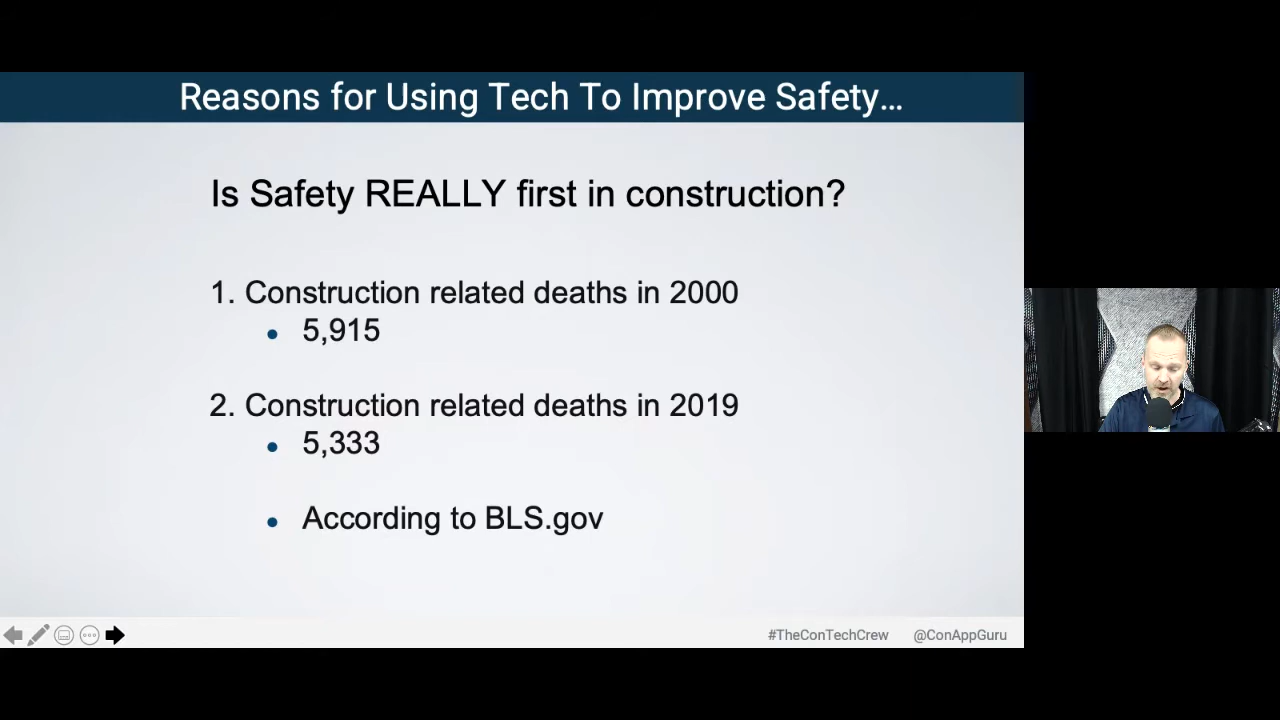 Reasons for Using Tech To Improve Safety...
Is Safety REALLY first in construction?
1. Construction related deaths in 2000
• 5,915
2. Construction related deaths in 2019
• 5,333
• According to BLS.gov
#TheConTechCrew @ConAppGuru